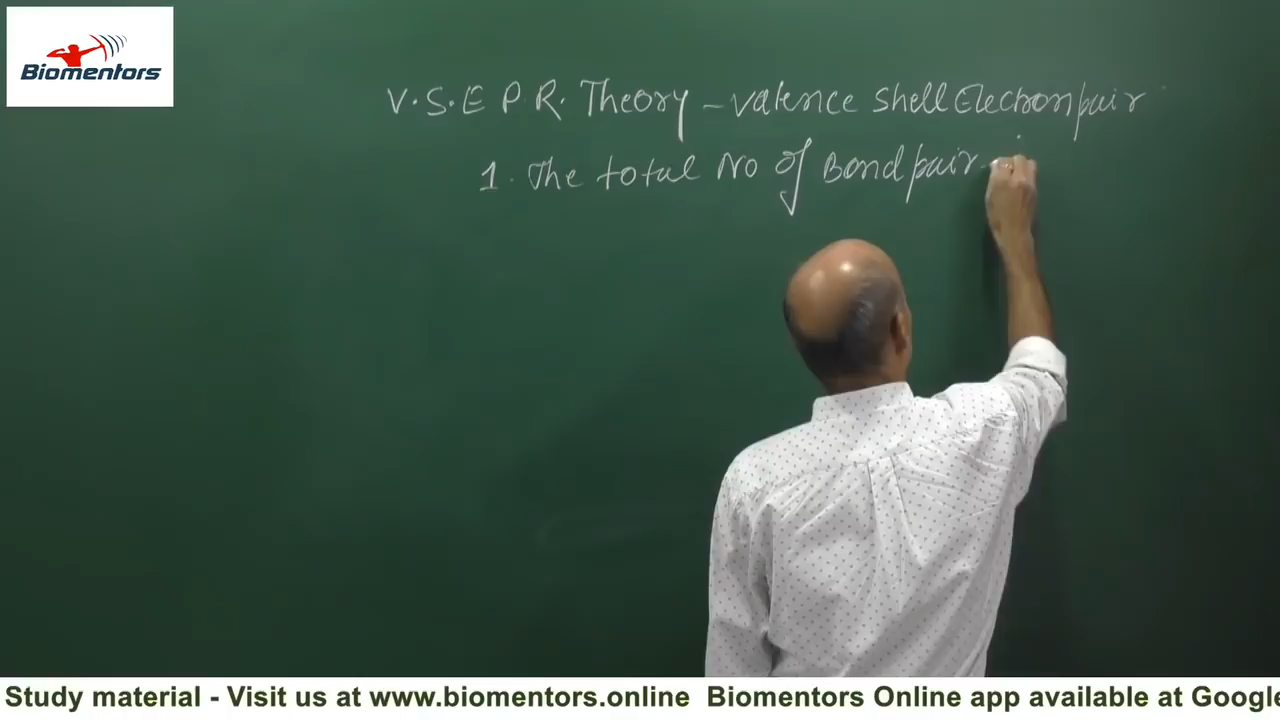 Biomentors
V.S.E P R. Theory - Valence Shell Electron pair
1. The total No of Bond pair
Study material - Visit us at www.biomentors.online Biomentors Online app available at Google